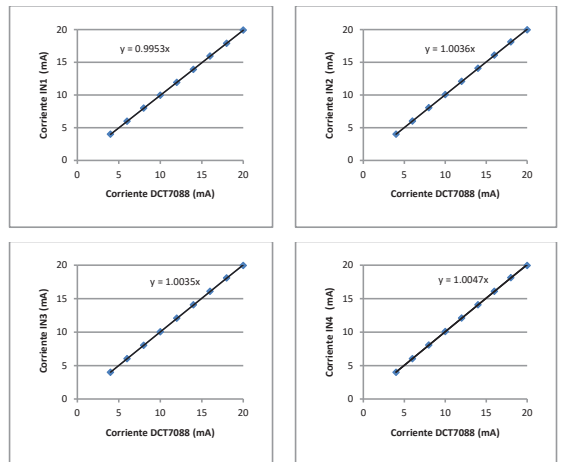 20
15
10
5
0
Corriente IN1 (mA)
y = 0.9953x
0 5 10 15 20
Corriente DCT7088 (mA)
20
15
10
5
0
Corriente IN2 (mA)
y = 1.0036x
0 5 10 15 20
Corriente DCT7088 (mA)
20
15
10
5
0
Corriente IN3 (mA)
y = 1.0035x
0 5 10 15 20
Corriente DCT7088 (mA)
20
15
10
5
0
Corriente IN4 (mA)
y = 1.0047x
0 5 10 15 20
Corriente DCT7088 (mA)